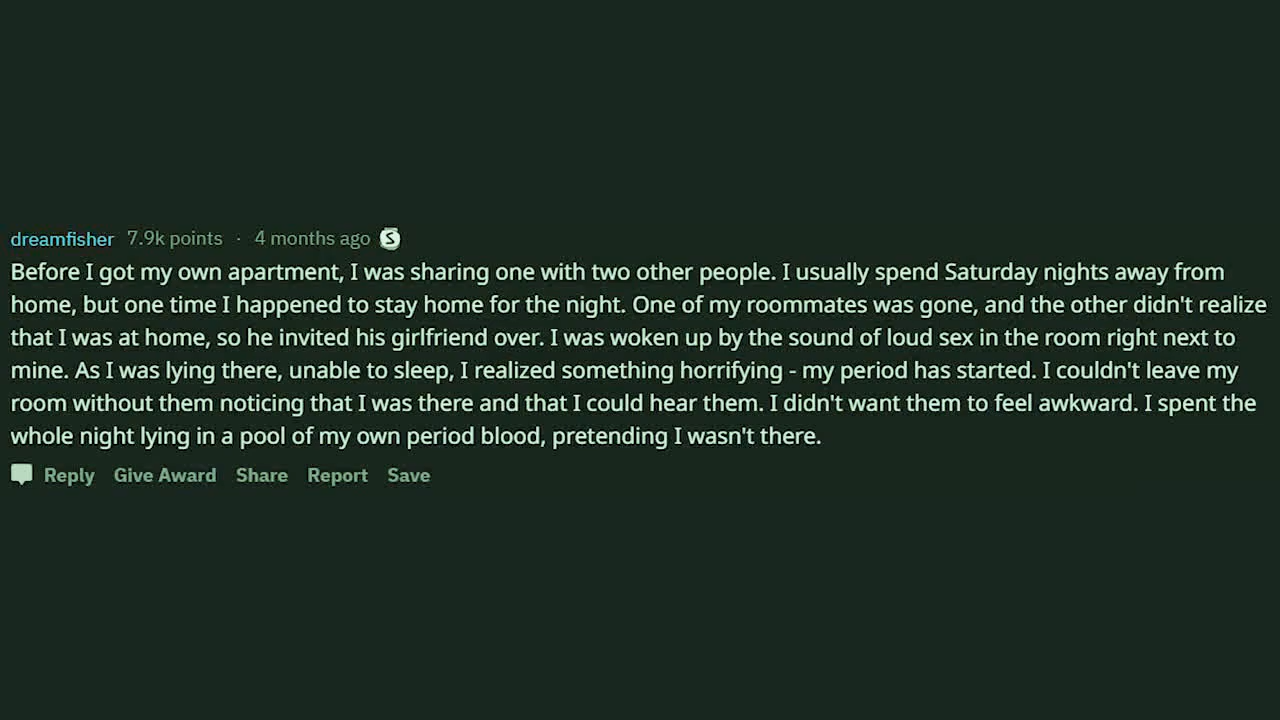 dreamfisher 7.9k points · 4 months ago S
Before I got my own apartment, I was sharing one with two other people. I usually spend Saturday nights away from
home, but one time I happened to stay home for the night. One of my roommates was gone, and the other didn't realize
that I was at home, so he invited his girlfriend over. I was woken up by the sound of loud sex in the room right next to
mine. As I was lying there, unable to sleep, I realized something horrifying - my period has started. I couldn't leave my
room without them noticing that I was there and that I could hear them. I didn't want them to feel awkward. I spent the
whole night lying in a pool of my own period blood, pretending I wasn't there.
Reply Give Award Share Report Save